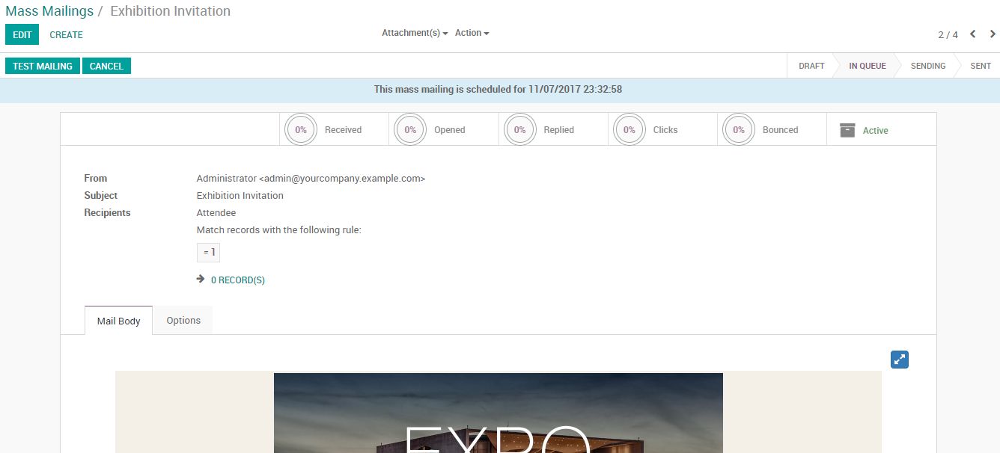 Mass Mailings / Exhibition Invitation
EDIT CREATE Attachment(s) Action 2 / 4
TEST MAILING CANCEL DRAFT IN QUEUE SENDING SENT
This mass mailing is scheduled for 11/07/2017 23:32:58
0% Received 0% Opened 0% Replied 0% Clicks 0% Bounced Active
From Administrator <admin@yourcompany.example.com>
Subject Exhibition Invitation
Recipients Attendee
Match records with the following rule:
= 1
0 RECORD(S)
Mail Body Options
EXPO